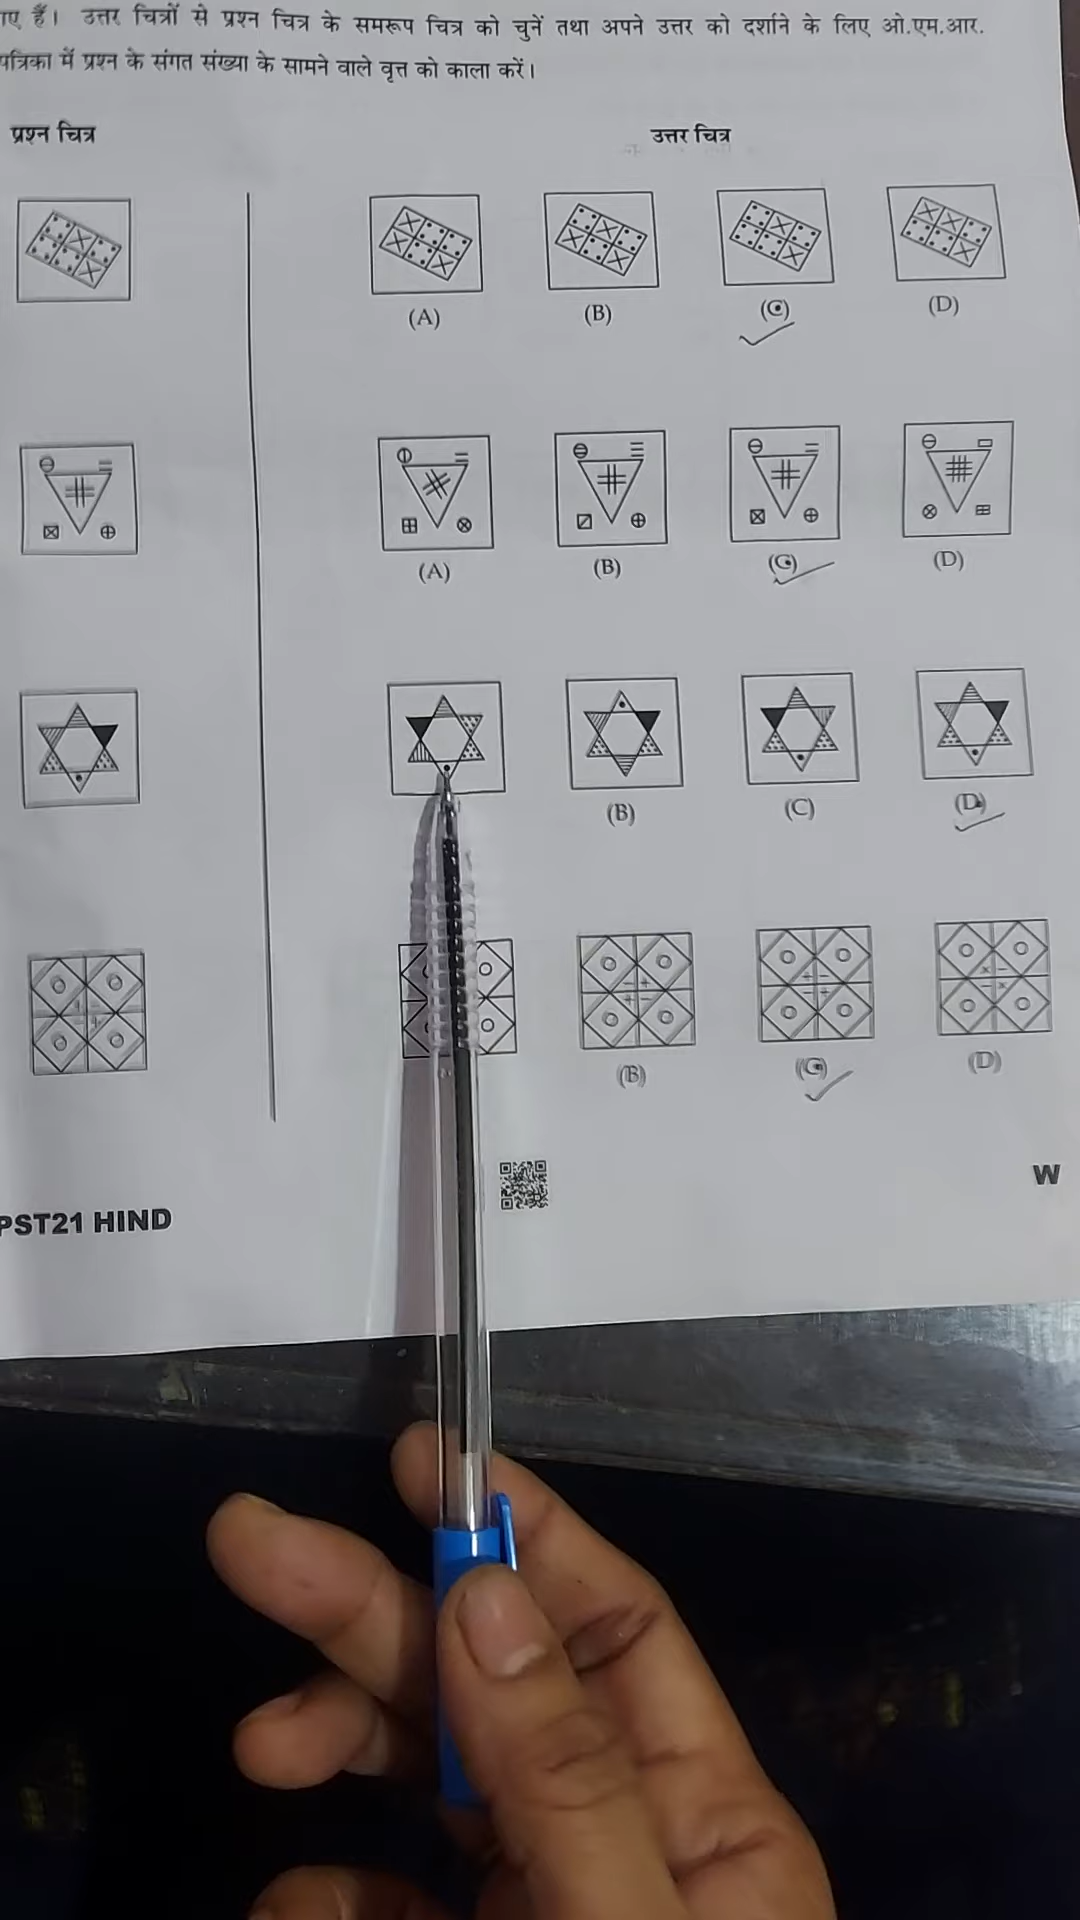 गए हैं। उत्तर चित्रों से प्रश्न चित्र के समरूप चित्र को चुनें तथा अपने उत्तर को दर्शाने के लिए ओ.एम.आर.
पत्रिका में प्रश्न के संगत संख्या के सामने वाले वृत्त को काला करें।
प्रश्न चित्र उत्तर चित्र
(A) (B) (C) (D)
(A) (B) (C) (D)
(B) (C) (D)
(B) (C) (D)
W
PST21 HIND